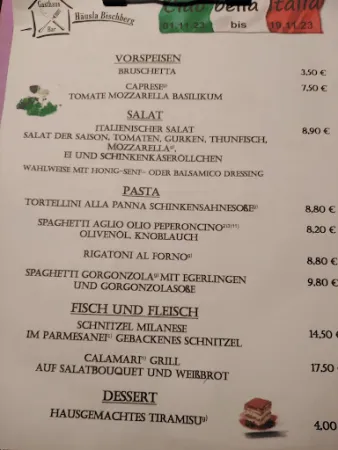 Gasthaus
Bar
Häusla Bischberg
Ciao bella Italia
01.11.23 bis 19.11.23
VORSPEISEN
BRUSCHETTA 3,50 €
CAPRESE 7,50 €
TOMATE MOZZARELLA BASILIKUM
SALAT
ITALIENISCHER SALAT 8,90 €
SALAT DER SAISON, TOMATEN, GURKEN, THUNFISCH,
MOZZARELLA, 
EI UND SCHINKENKÄSERÖLLCHEN
WAHLWEISE MIT HONIG-SENF- ODER BALSAMICO DRESSING
PASTA
TORTELLINI ALLA PANNA SCHINKENSAHNESOßE 8,80 €
SPAGHETTI AGLIO OLIO PEPERONCINO 8,20 €
OLIVENÖL, KNOBLAUCH
RIGATONI AL FORNO 8,80 €
SPAGHETTI GORGONZOLA MIT EGERLINGEN 9,80 €
UND GORGONZOLASOßE
FISCH UND FLEISCH
SCHNITZEL MILANESE 14,50 €
IM PARMESANEI GEBACKENES SCHNITZEL
CALAMARI GRILL 17,50 €
AUF SALATBOUQUET UND WEIßBROT
DESSERT
HAUSGEMACHTES TIRAMISU 4,00